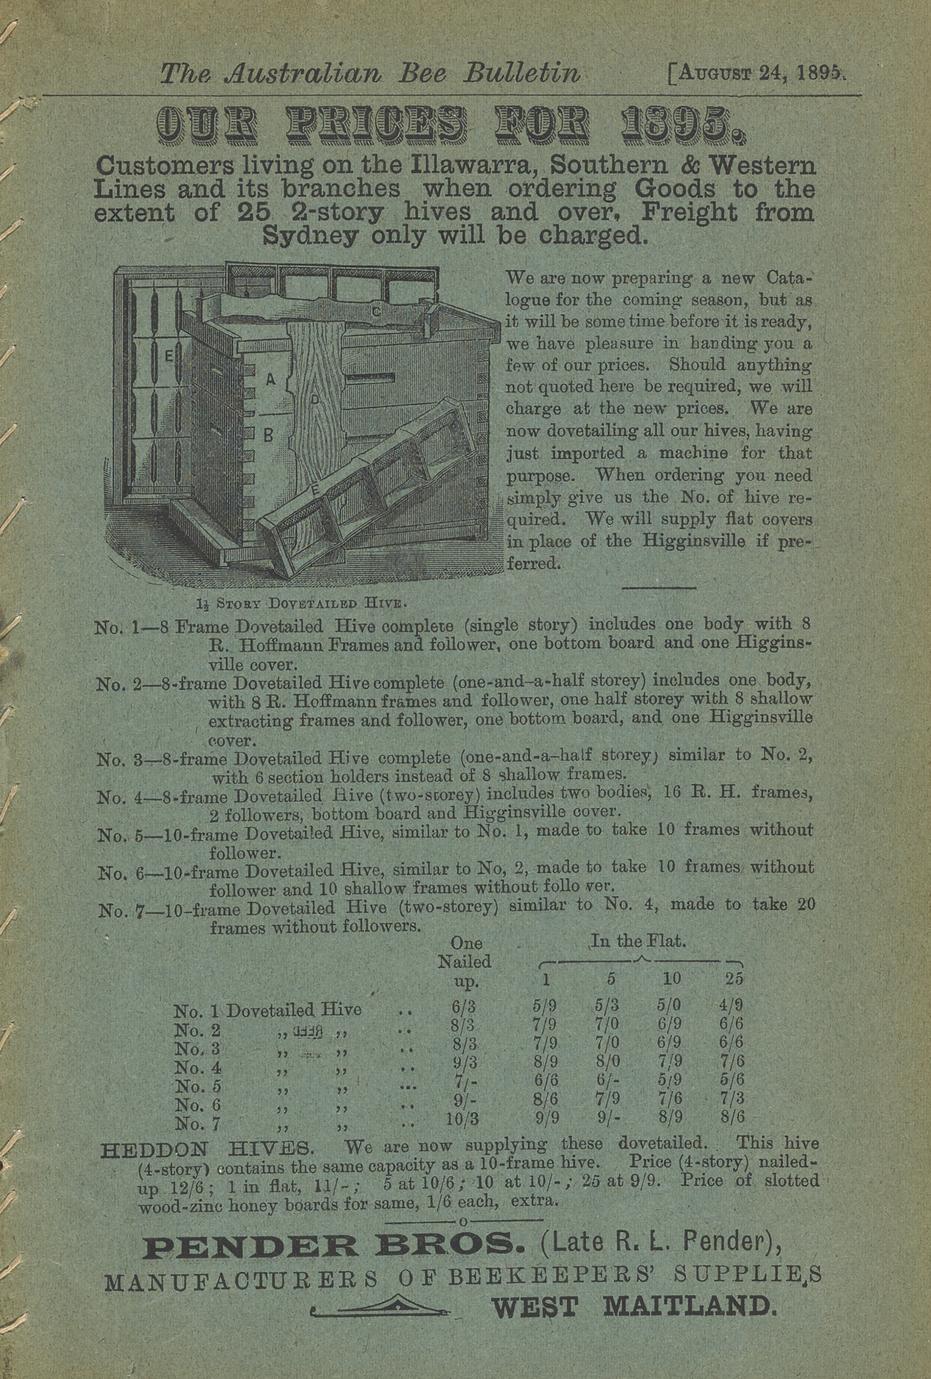 The Australian Bee Bulletin [August 24, 1895.
OUR PRICES FOR 1895.
Customers living on the Illawarra, Southern & Western
Lines and its branches when ordering Goods to the
extent of 25 2-story hives and over, Freight from
Sydney only will be charged.
We are now preparing a new Cata-
logue for the coming season, but as
it will be some time before it is ready,
we have pleasure in handing you a
few of our prices. Should anything
not quoted here be required, we will
charge at the new prices. We are
now dovetailing all our hives, having
just imported a machine for that
purpose. When ordering you need
simply give us the No. of hive re-
quired. We will supply flat covers
in place of the Higginsville if pre-
ferred.
C
E
A
D
B
E
1½ Story Dovetailed Hive.
No. 1—8 Frame Dovetailed Hive complete (single story) includes one body with 8
R. Hoffmann Frames and follower, one bottom board and one Higgins-
ville cover.
No. 2—8-frame Dovetailed Hive complete (one-and-a-half storey) includes one body,
with 8 R. Hoffmann frames and follower, one half storey with 8 shallow
extracting frames and follower, one bottom board, and one Higginsville
cover.
No. 3—8-frame Dovetailed Hive complete (one-and-a-half storey) similar to No. 2,
with 6 section holders instead of 8 shallow frames.
No. 4—8-frame Dovetailed Hive (two-storey) includes two bodies, 16 R. H. frames,
2 followers, bottom board and Higginsville cover.
No. 5—10-frame Dovetailed Hive, similar to No. 1, made to take 10 frames without
follower.
No. 6—10-frame Dovetailed Hive, similar to No, 2, made to take 10 frames without
follower and 10 shallow frames without follower.
No. 7—10-frame Dovetailed Hive (two-storey) similar to No. 4, made to take 20
frames without followers.
One In the Flat.
Nailed
up. 1 5 10 25
No. 1 Dovetailed Hive .. 6/3 5/9 5/3 5/0 4/9
No. 2 ,, ,, .. 8/3 7/9 7/0 6/9 6/6
No. 3 ,, ,, .. 8/3 7/9 7/0 6/9 6/6
No. 4 ,, ,, .. 9/3 8/9 8/0 7/9 7/6
No. 5 ,, ,, ... 7/- 6/6 6/- 5/9 5/6
No. 6 ,, ,, .. 9/- 8/6 7/9 7/6 7/3
No. 7 ,, ,, .. 10/3 9/9 9/- 8/9 8/6
HEDDON HIVES. We are now supplying these dovetailed. This hive
(4-story) contains the same capacity as a 10-frame hive. Price (4-story) nailed-
up 12/6; 1 in flat, 11/-; 5 at 10/6; 10 at 10/-; 25 at 9/9. Price of slotted
wood-zinc honey boards for same, 1/6 each, extra.
PENDER BROS. (Late R. L. Pender),
MANUFACTURERS OF BEEKEEPERS' SUPPLIES
WEST MAITLAND.